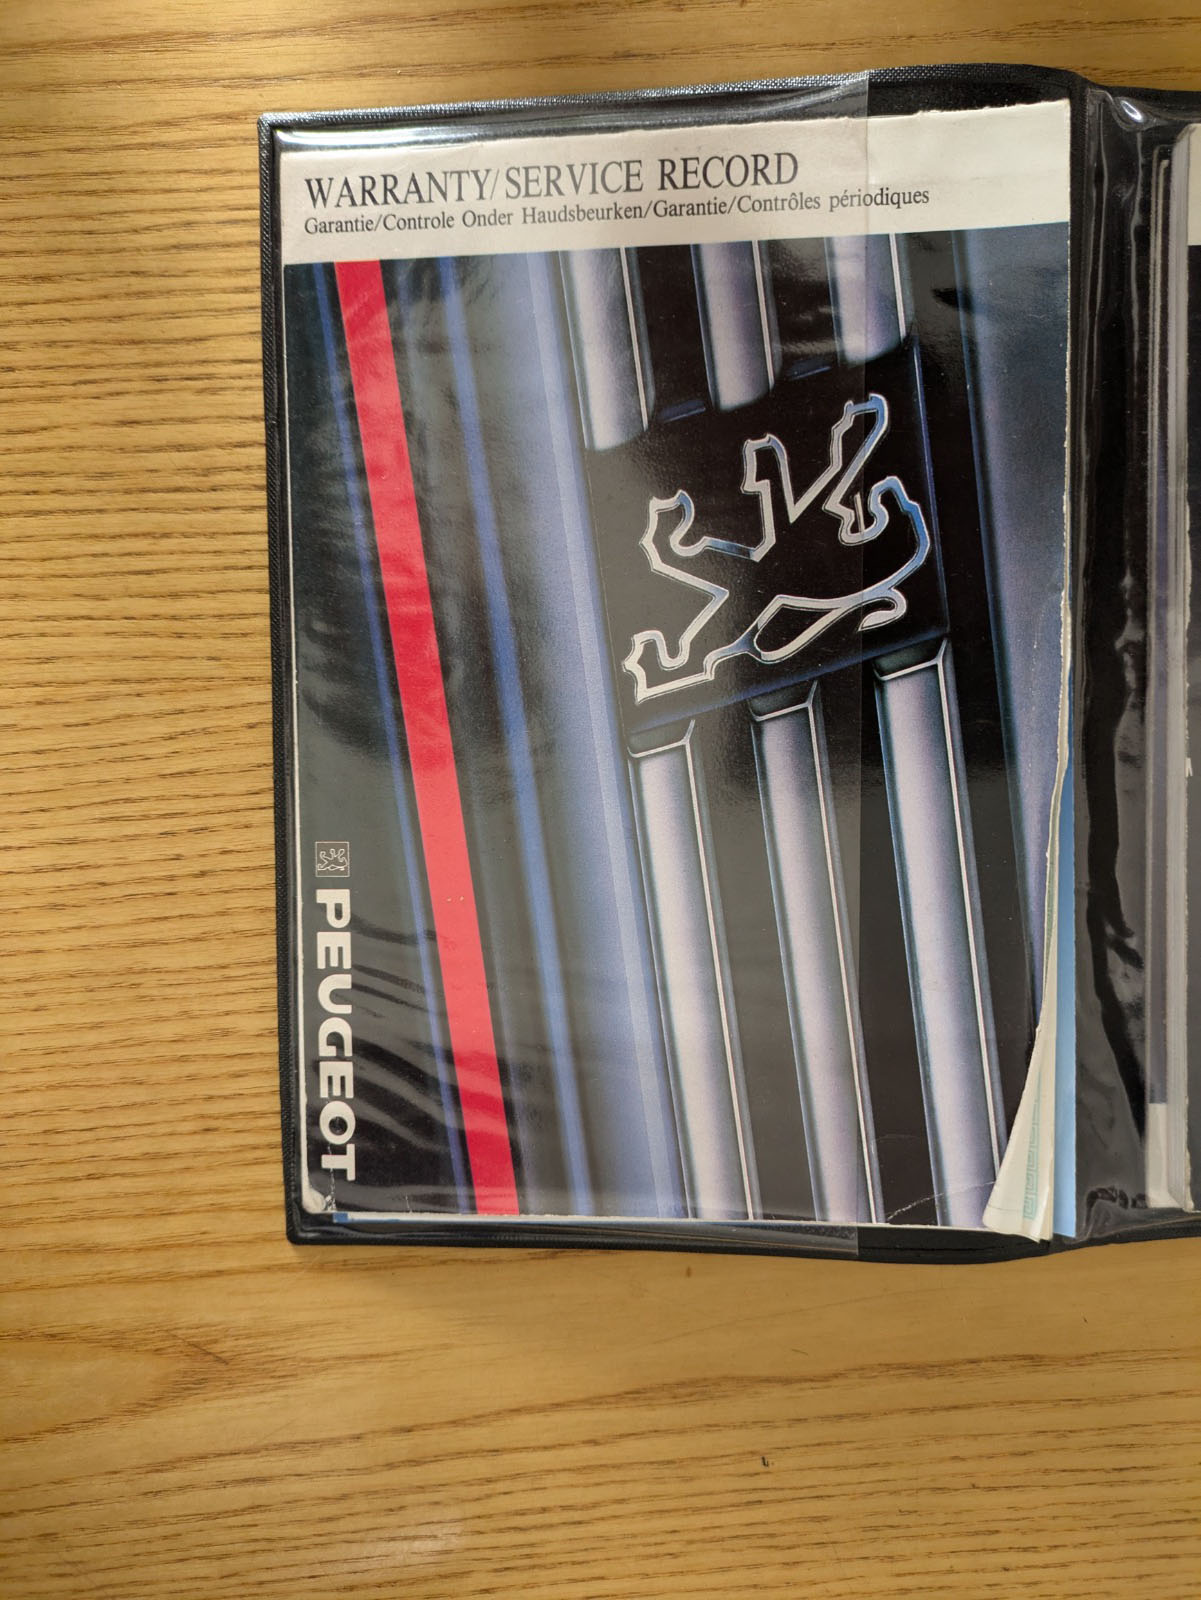 WARRANTY/SERVICE RECORD
Garantie/Controle Onder Haudsbeurken/Garantie/Contrôles périodiques
PEUGEOT